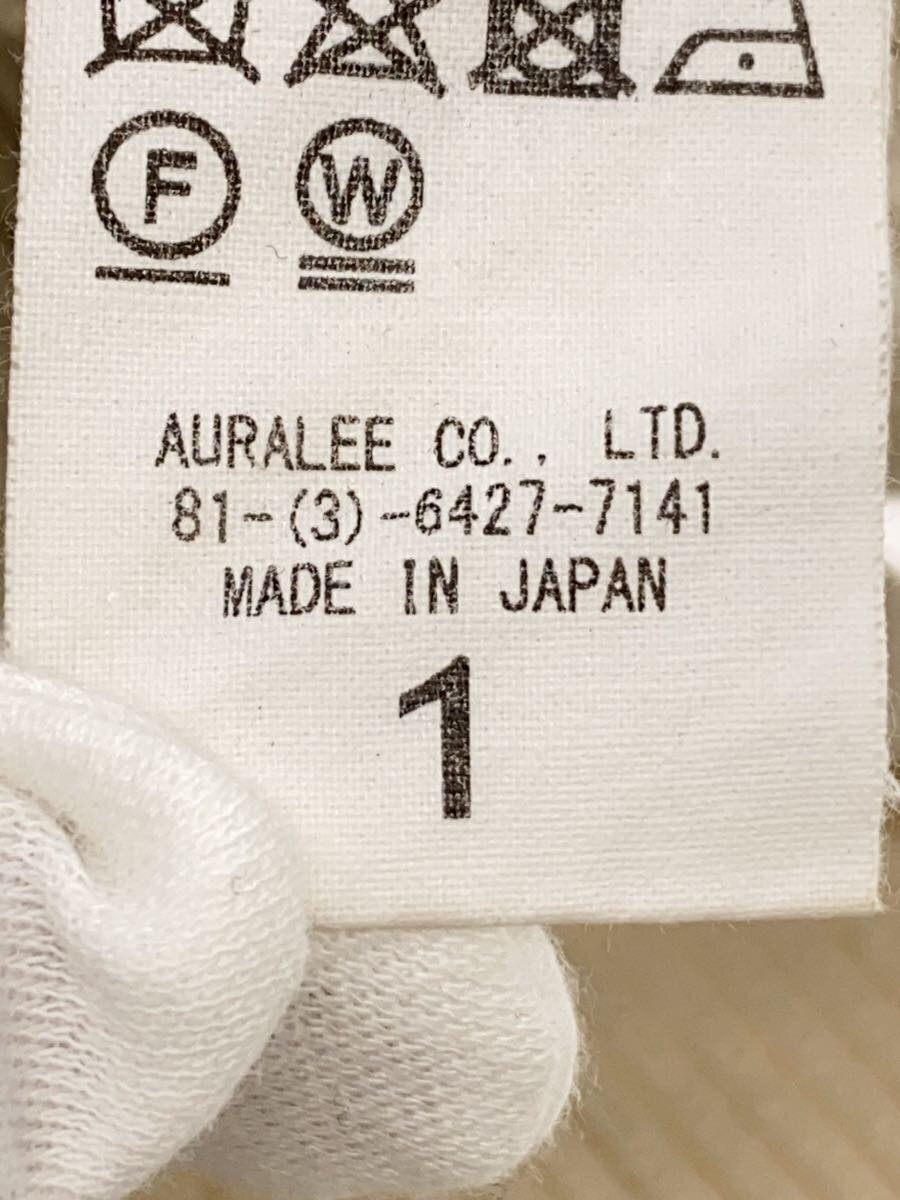 F W
AURALEE CO., LTD.
81-(3)-6427-7141
MADE IN JAPAN
1